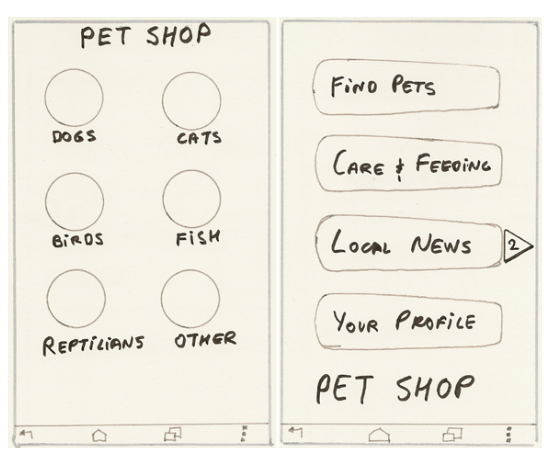 PET SHOP
DOGS CATS
BIRDS FISH
REPTILIANS OTHER
FIND PETS
CARE & FEEDING
LOCAL NEWS 2
YOUR PROFILE
PET SHOP